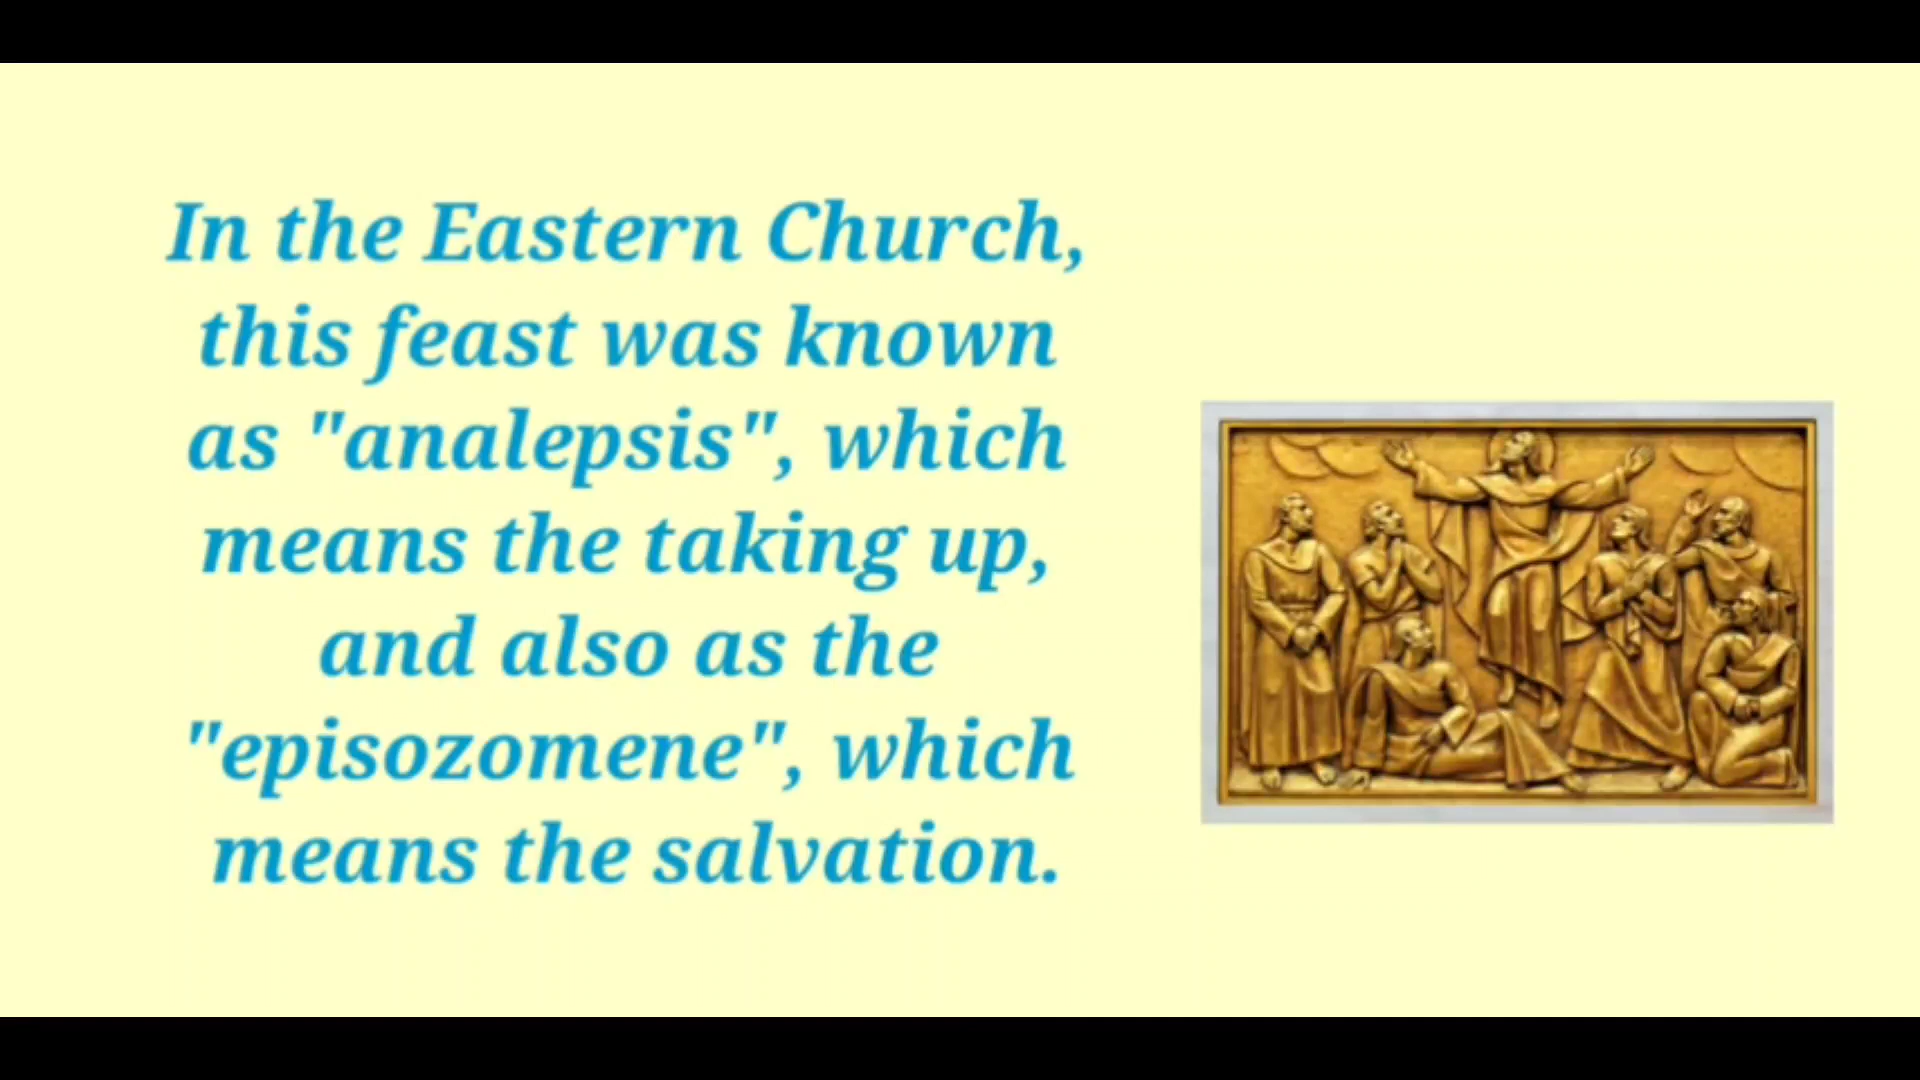 In the Eastern Church,
this feast was known
as "analepsis", which
means the taking up,
and also as the
"episozomene", which
means the salvation.